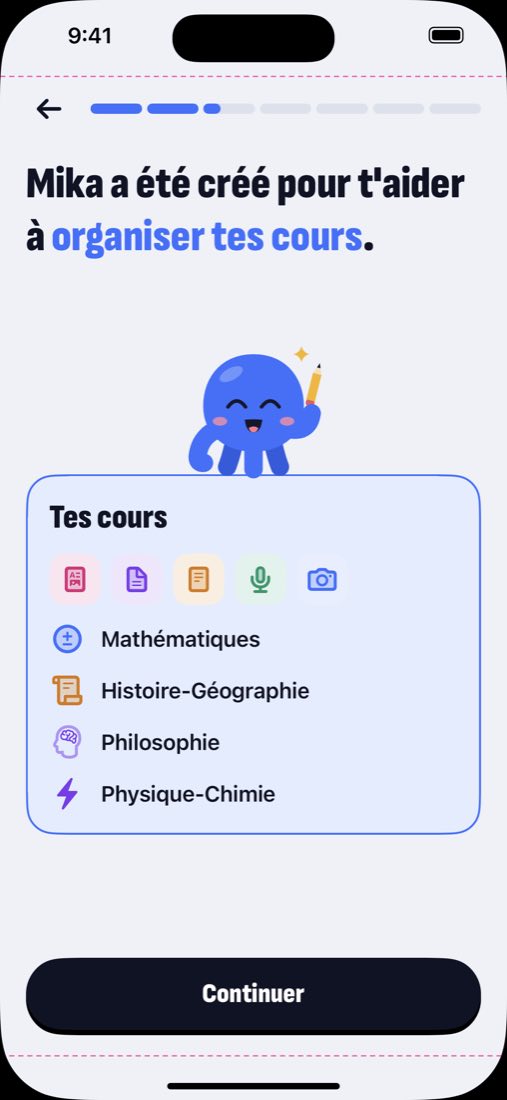 9:41
Mika a été créé pour t'aider
à organiser tes cours.
Tes cours
Mathématiques
Histoire-Géographie
Philosophie
Physique-Chimie
Continuer